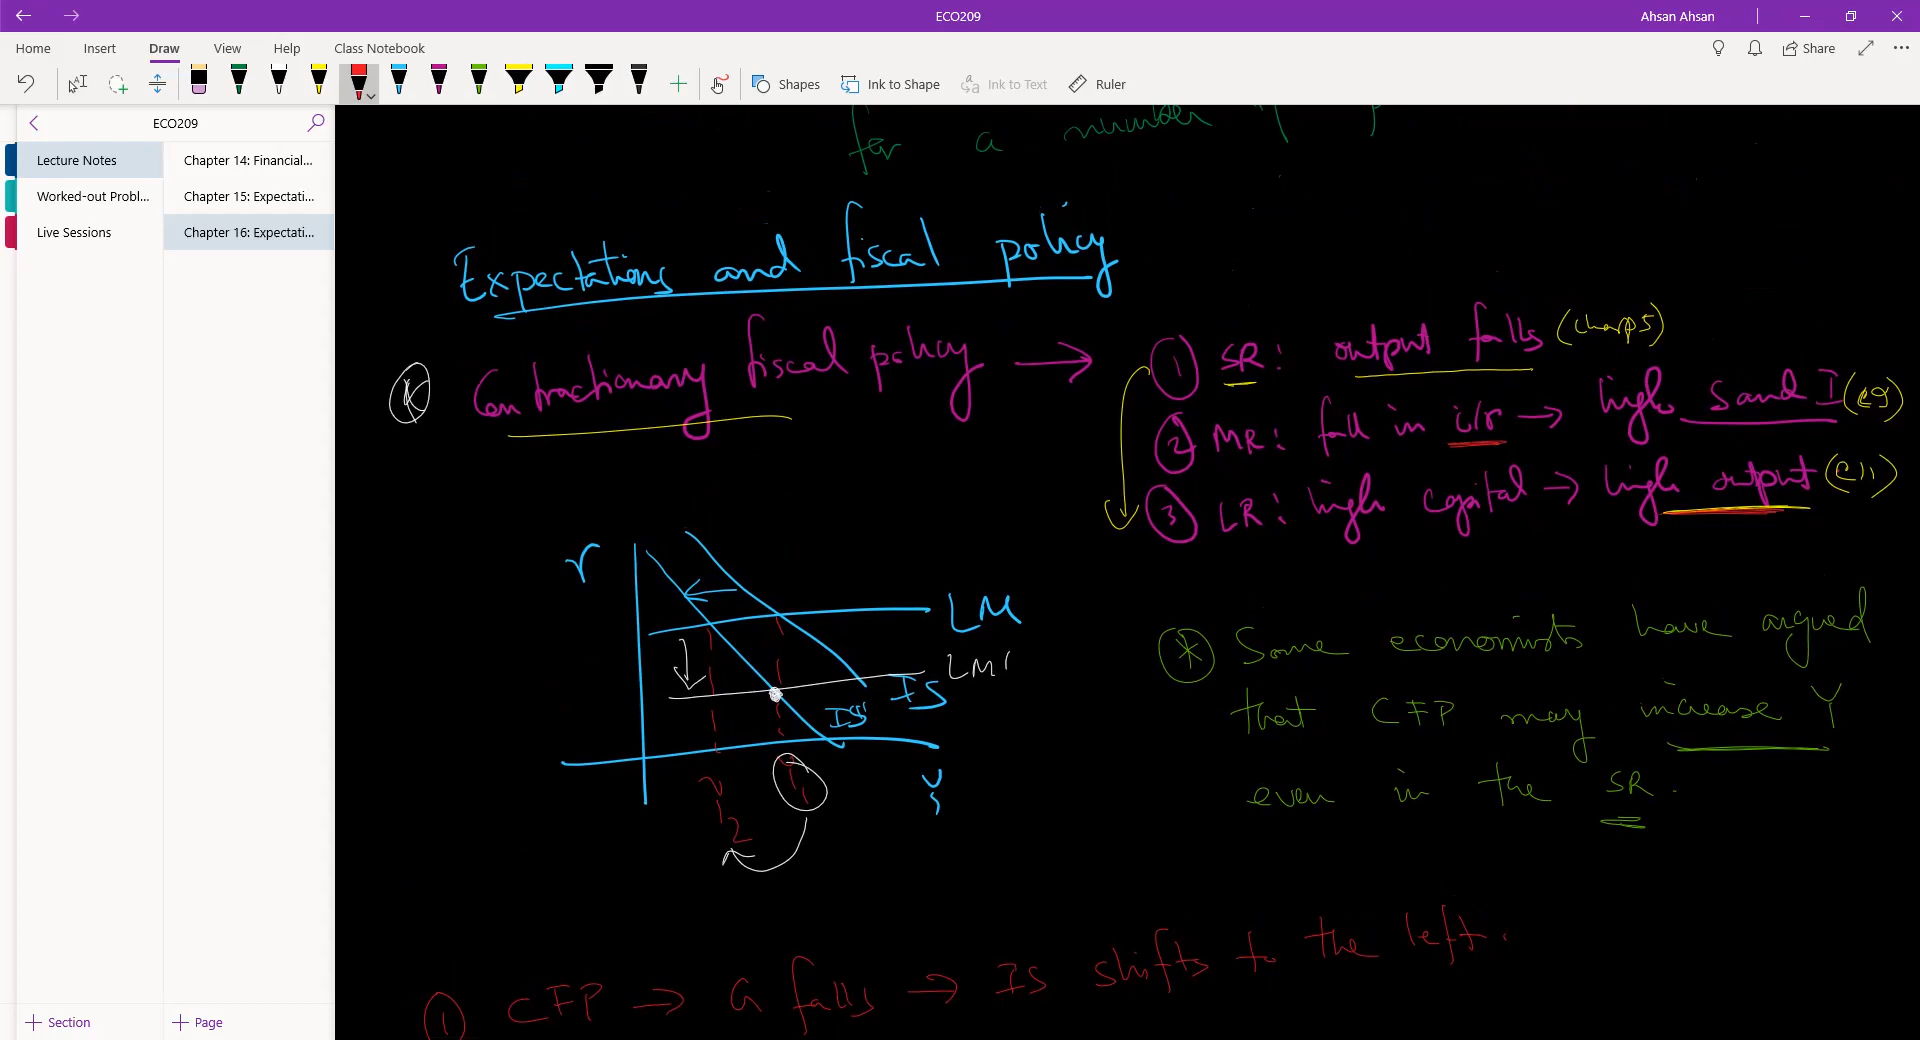 ECO209
Ahsan Ahsan
Home Insert Draw View Help Class Notebook
Share
Shapes Ink to Shape Ink to Text Ruler
ECO209
Lecture Notes
Worked-out Probl...
Live Sessions
Chapter 14: Financial...
Chapter 15: Expectati...
Chapter 16: Expectati...
+ Section
+ Page
for a number
Expectations and fiscal policy
Contractionary fiscal policy →
① SR: output falls (chap5)
② MR: fall in i/r → high S and I (c9)
③ LR: high capital → high output (c11)
r
LM
LM'
IS
IS'
Y
Y1
Y2
* Some economists have argued
that CFP may increase Y
even in the SR.
① CFP → G falls → IS shifts to the left.